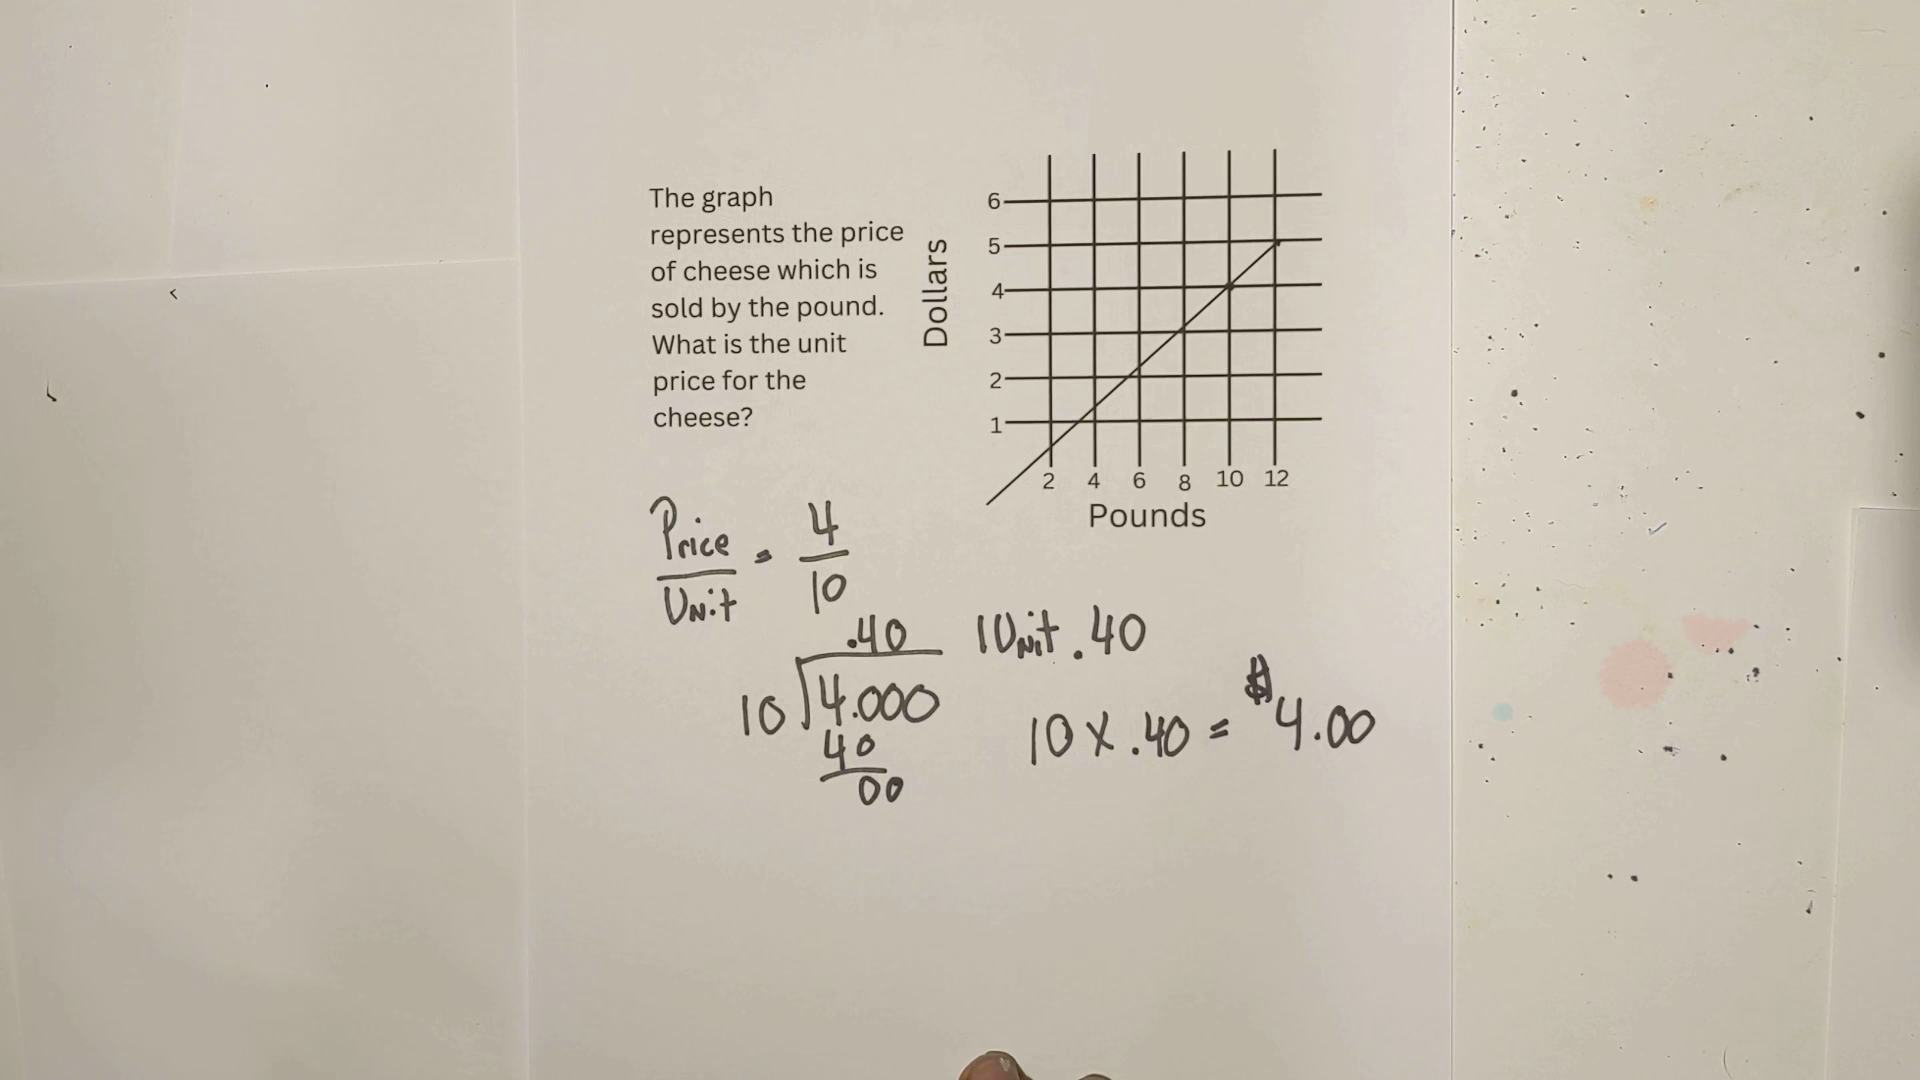 The graph
represents the price
of cheese which is
sold by the pound.
What is the unit
price for the
cheese?
Dollars
6
5
4
3
2
1
2 4 6 8 10 12
Pounds
Price
Unit
= 4
10
.40
10 4.000
40
00
1 Unit .40
10 x .40 = $4.00